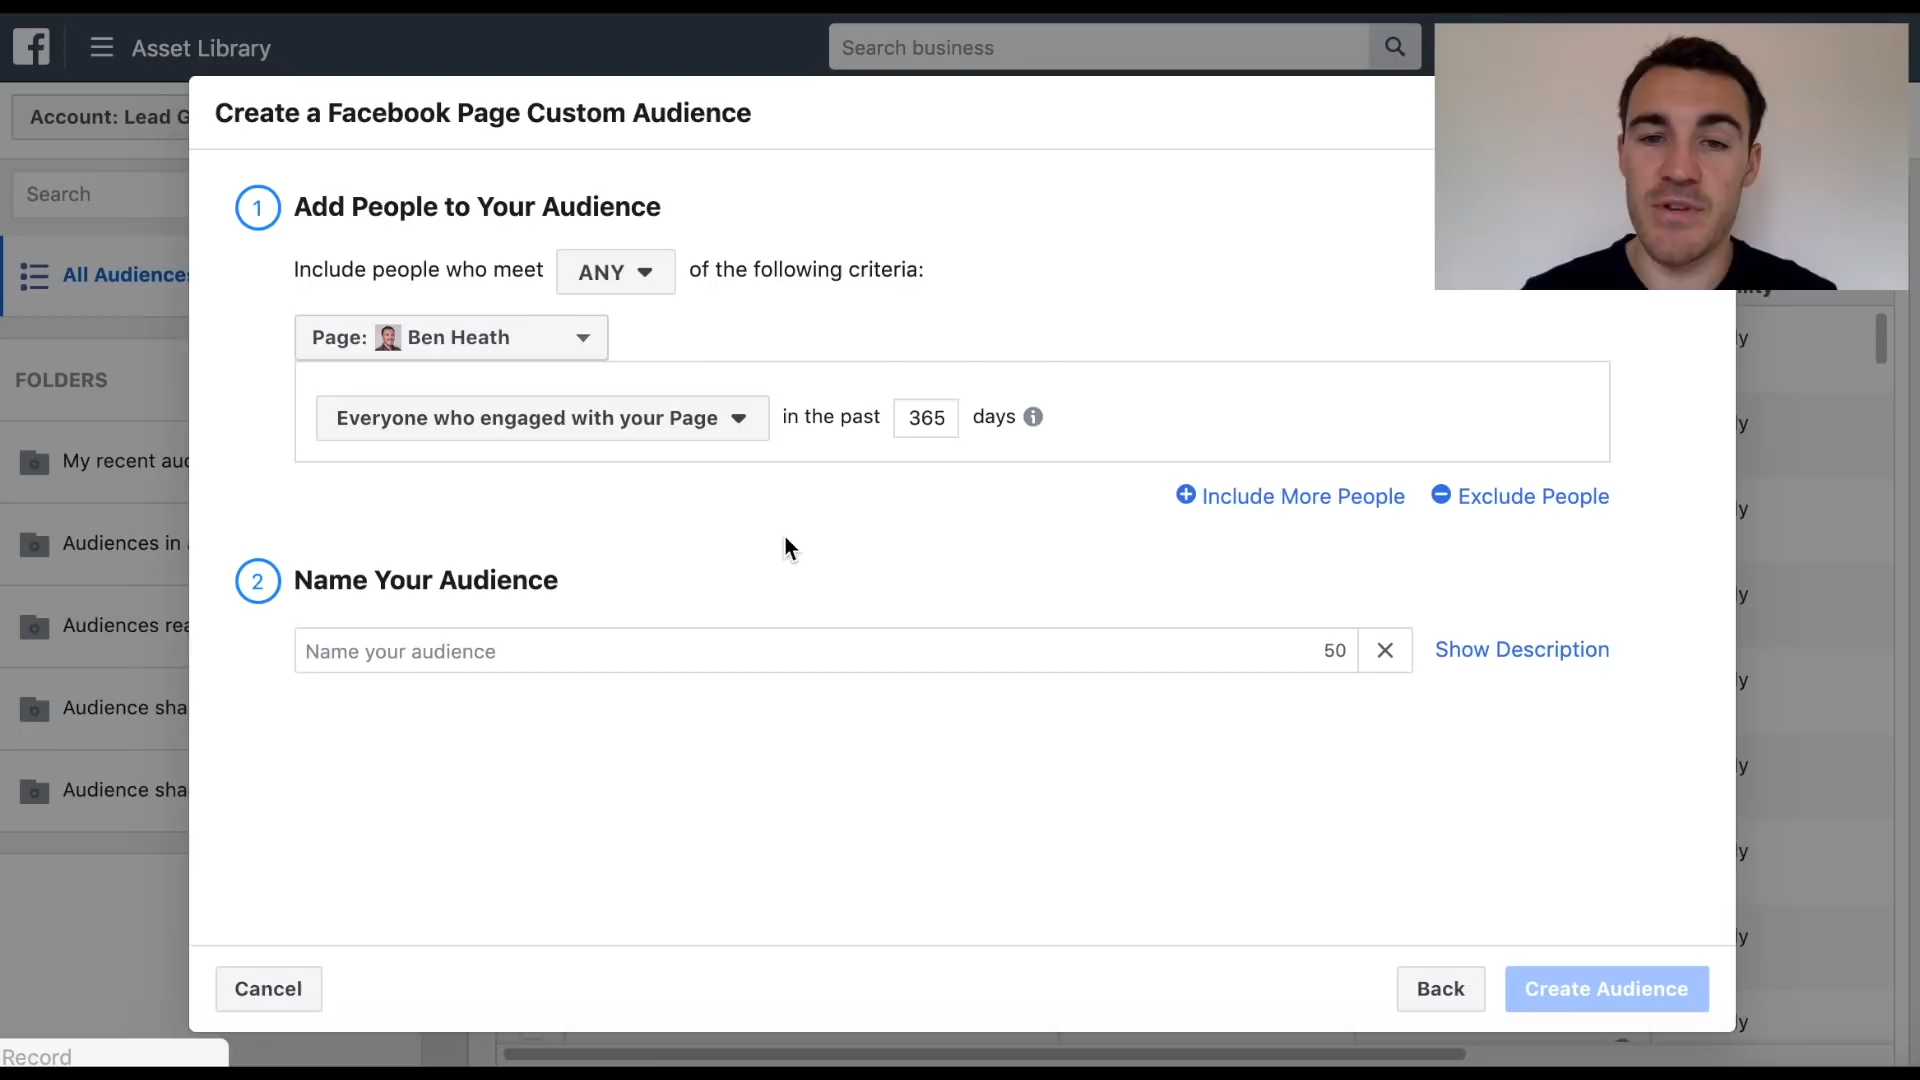 Asset Library
Search business
Account: Lead G
Create a Facebook Page Custom Audience
Search
1 Add People to Your Audience
Include people who meet ANY of the following criteria:
All Audiences
Page: Ben Heath
FOLDERS
Everyone who engaged with your Page in the past 365 days
My recent aud
Include More People Exclude People
Audiences in
2 Name Your Audience
Audiences rea
Name your audience 50 Show Description
Audience sha
Audience sha
Cancel Back Create Audience
Record